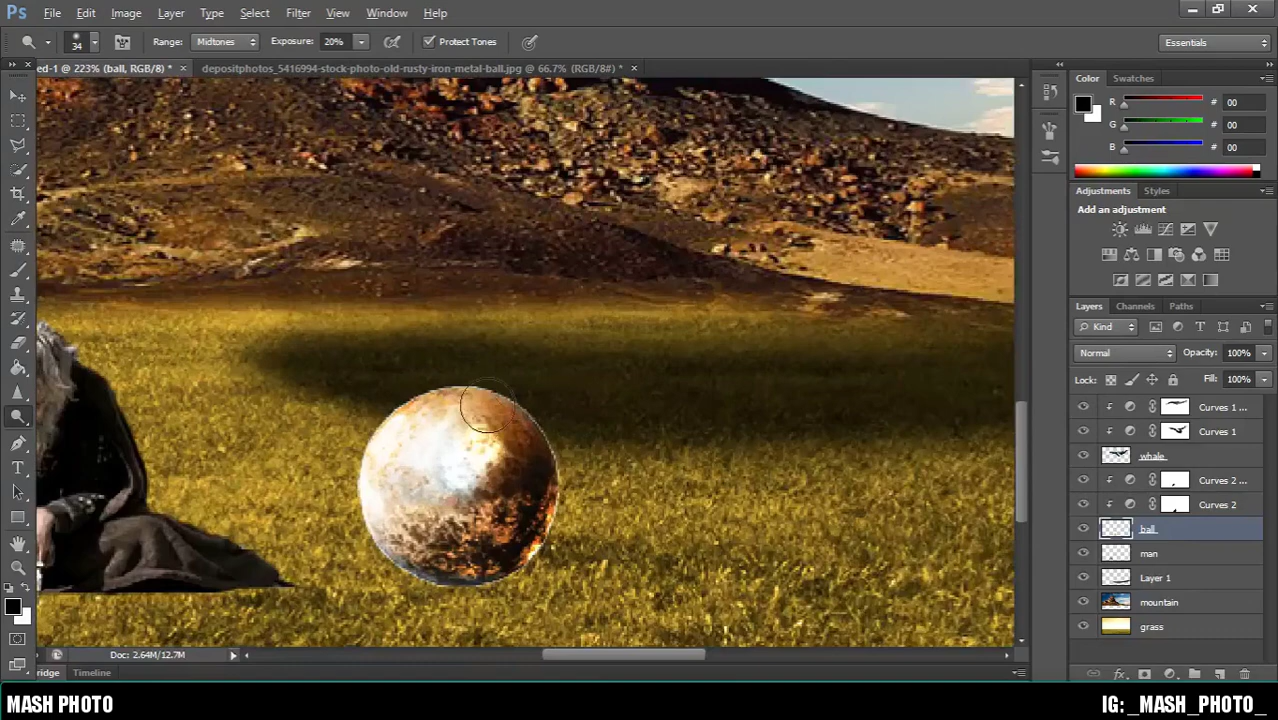 Ps File Edit Image Layer Type Select Filter View Window Help
34 Range: Midtones Exposure: 20% Protect Tones Essentials
ed-1 @ 223% (ball, RGB/8) * × depositphotos_5416994-stock-photo-old-rusty-iron-metal-ball.jpg @ 66.7% (RGB/8#) * ×
Color Swatches
R # 00
G # 00
B # 00
Adjustments Styles
Add an adjustment
Layers Channels Paths
Kind
Normal Opacity: 100%
Lock: Fill: 100%
Curves 1 ...
Curves 1
whale
Curves 2 ...
Curves 2
ball
man
Layer 1
mountain
grass
Doc: 2.64M/12.7M
ridge Timeline
MASH PHOTO IG: _MASH_PHOTO_